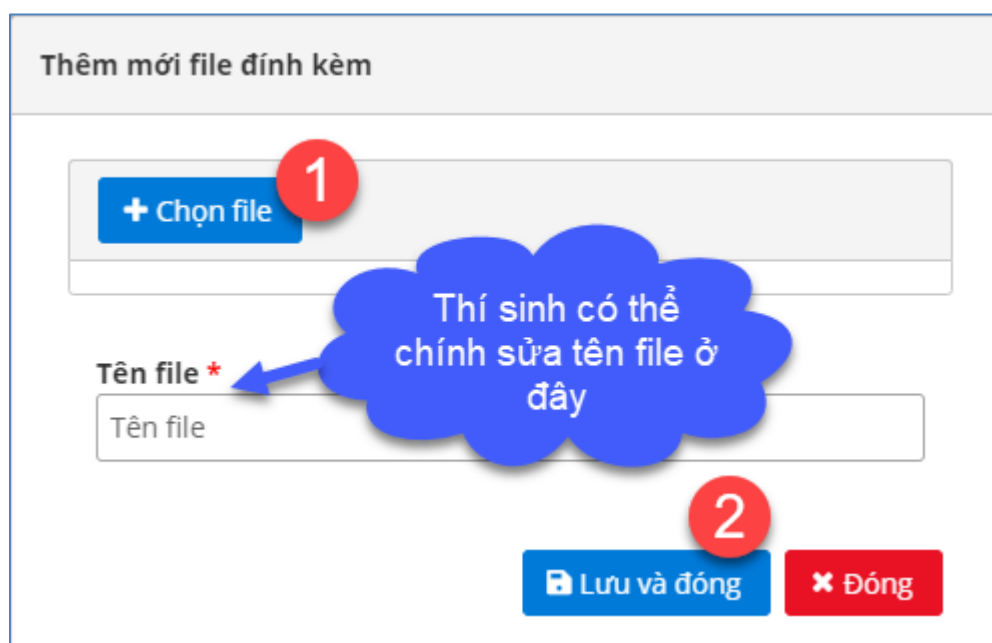 Thêm mới file đính kèm
1
Chọn file
Thí sinh có thể
chính sửa tên file ở
đây
Tên file *
Tên file
2
Lưu và đóng
Đóng